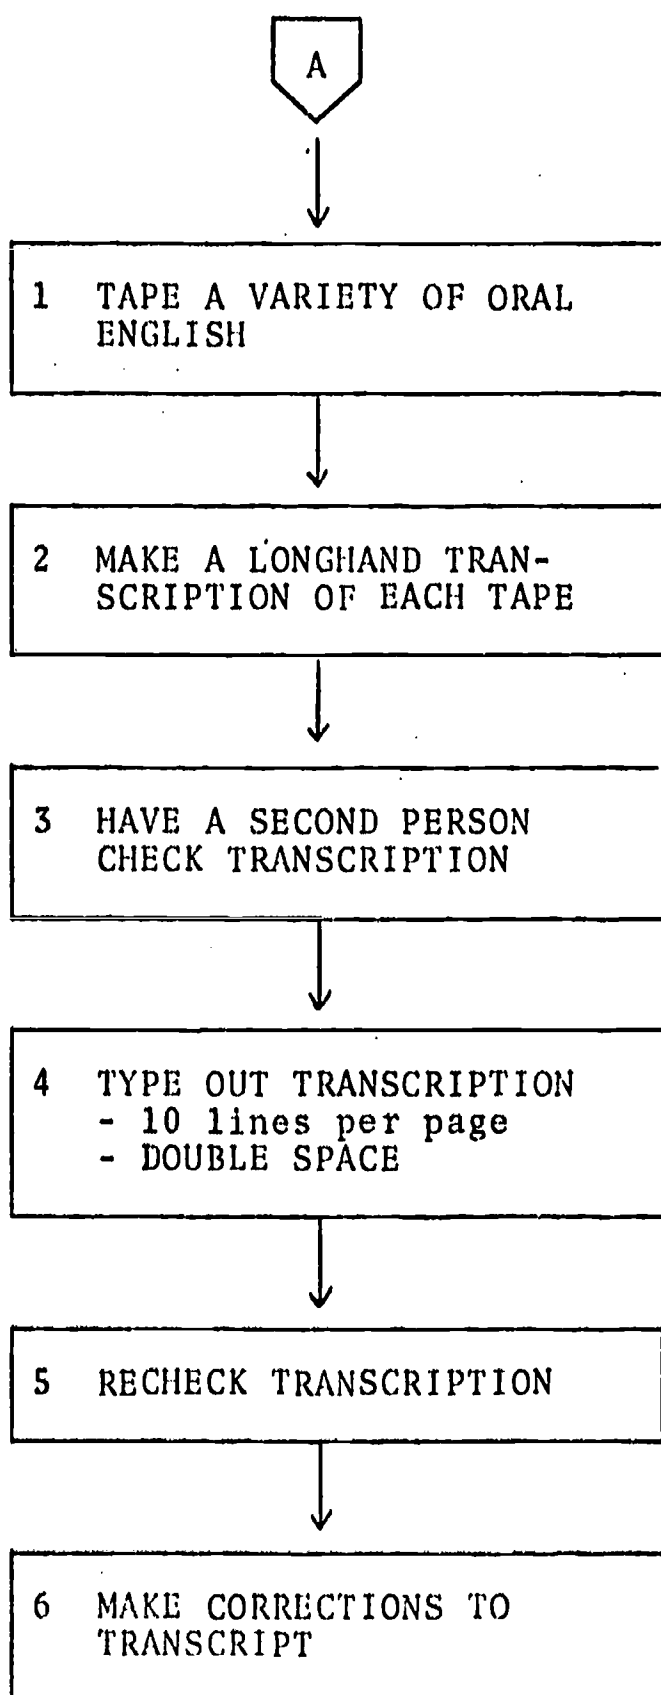 A
1 TAPE A VARIETY OF ORAL
ENGLISH
2 MAKE A LONGHAND TRAN-
SCRIPTION OF EACH TAPE
3 HAVE A SECOND PERSON
CHECK TRANSCRIPTION
4 TYPE OUT TRANSCRIPTION
- 10 lines per page
- DOUBLE SPACE
5 RECHECK TRANSCRIPTION
6 MAKE CORRECTIONS TO
TRANSCRIPT